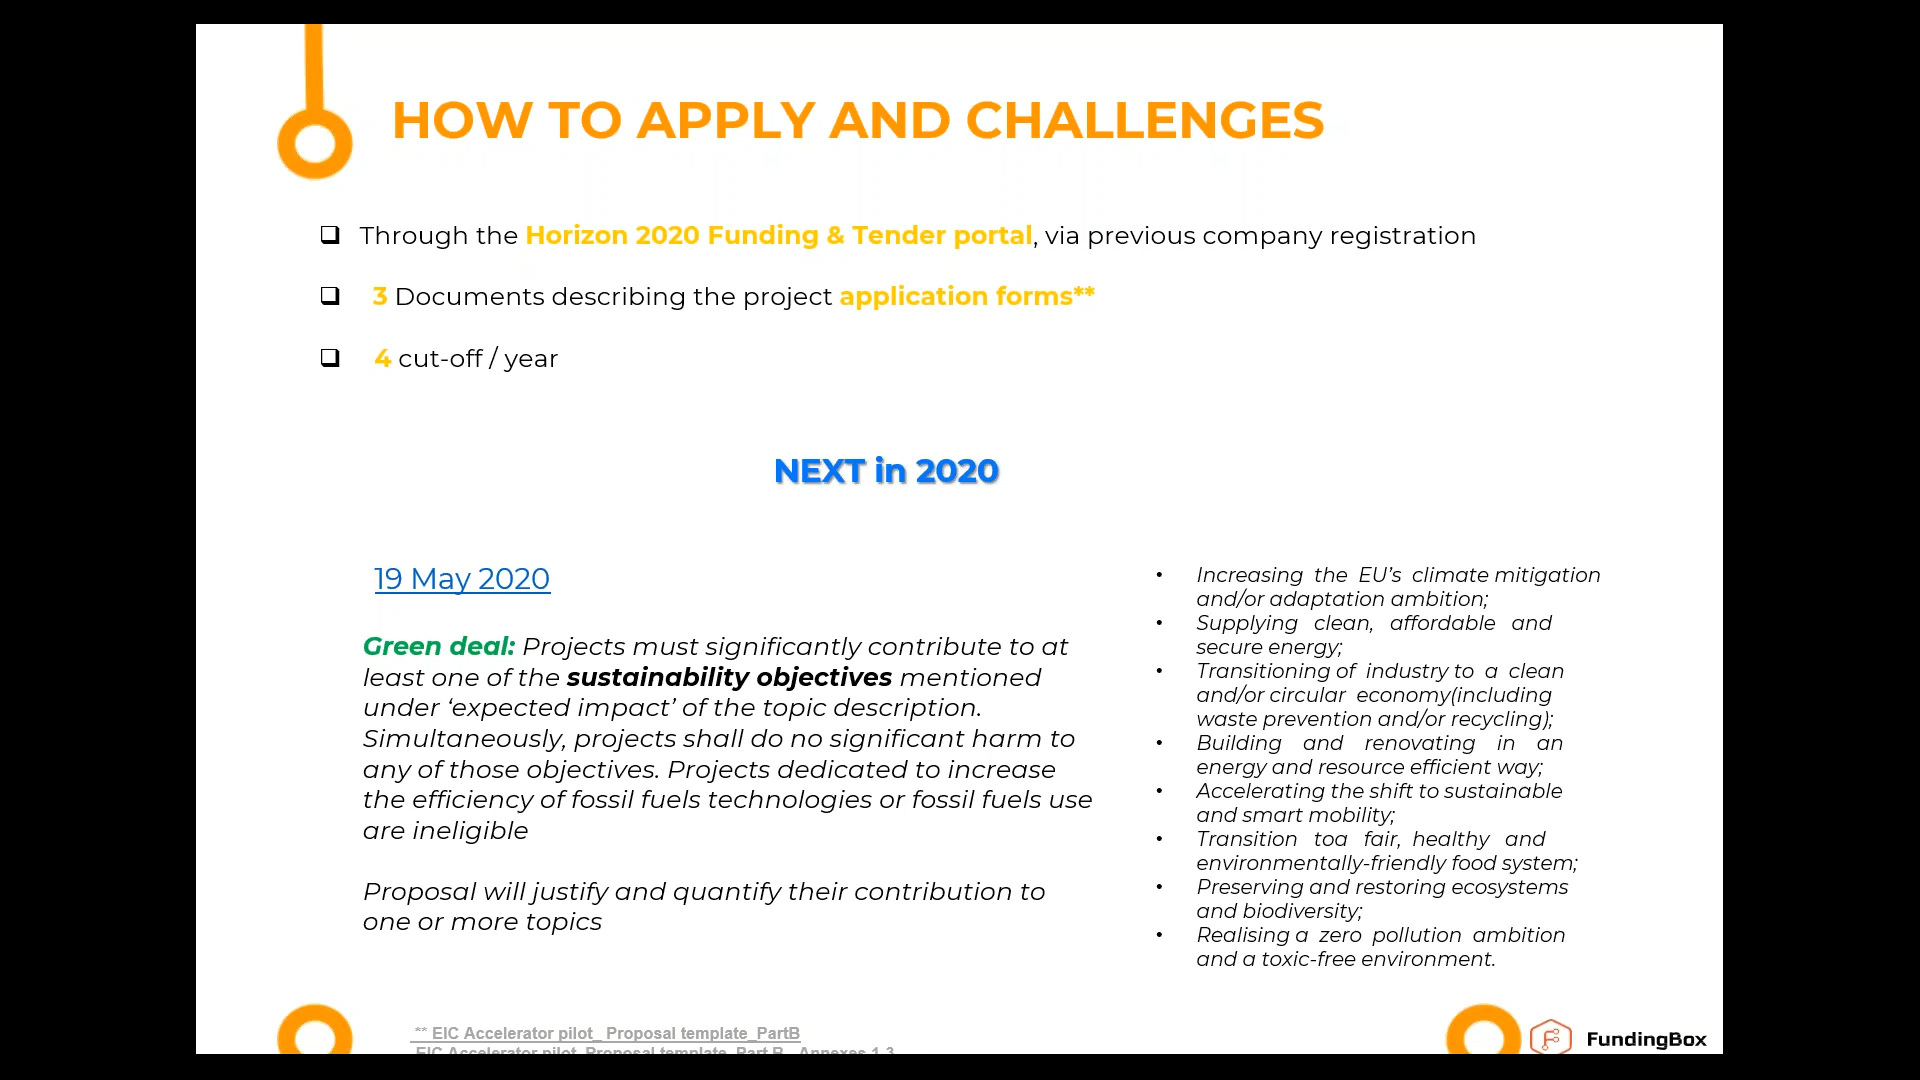 HOW TO APPLY AND CHALLENGES
Through the Horizon 2020 Funding & Tender portal, via previous company registration
3 Documents describing the project application forms**
4 cut-off / year
NEXT in 2020
19 May 2020
Green deal: Projects must significantly contribute to at
least one of the sustainability objectives mentioned
under ‘expected impact’ of the topic description.
Simultaneously, projects shall do no significant harm to
any of those objectives. Projects dedicated to increase
the efficiency of fossil fuels technologies or fossil fuels use
are ineligible
Proposal will justify and quantify their contribution to
one or more topics
• Increasing the EU’s climate mitigation
and/or adaptation ambition;
• Supplying clean, affordable and
secure energy;
• Transitioning of industry to a clean
and/or circular economy(including
waste prevention and/or recycling);
• Building and renovating in an
energy and resource efficient way;
• Accelerating the shift to sustainable
and smart mobility;
• Transition toa fair, healthy and
environmentally-friendly food system;
• Preserving and restoring ecosystems
and biodiversity;
• Realising a zero pollution ambition
and a toxic-free environment.
** EIC Accelerator pilot_ Proposal template_PartB
EIC Accelerator pilot_Proposal template_Part B_ Annexes 1-3
FundingBox